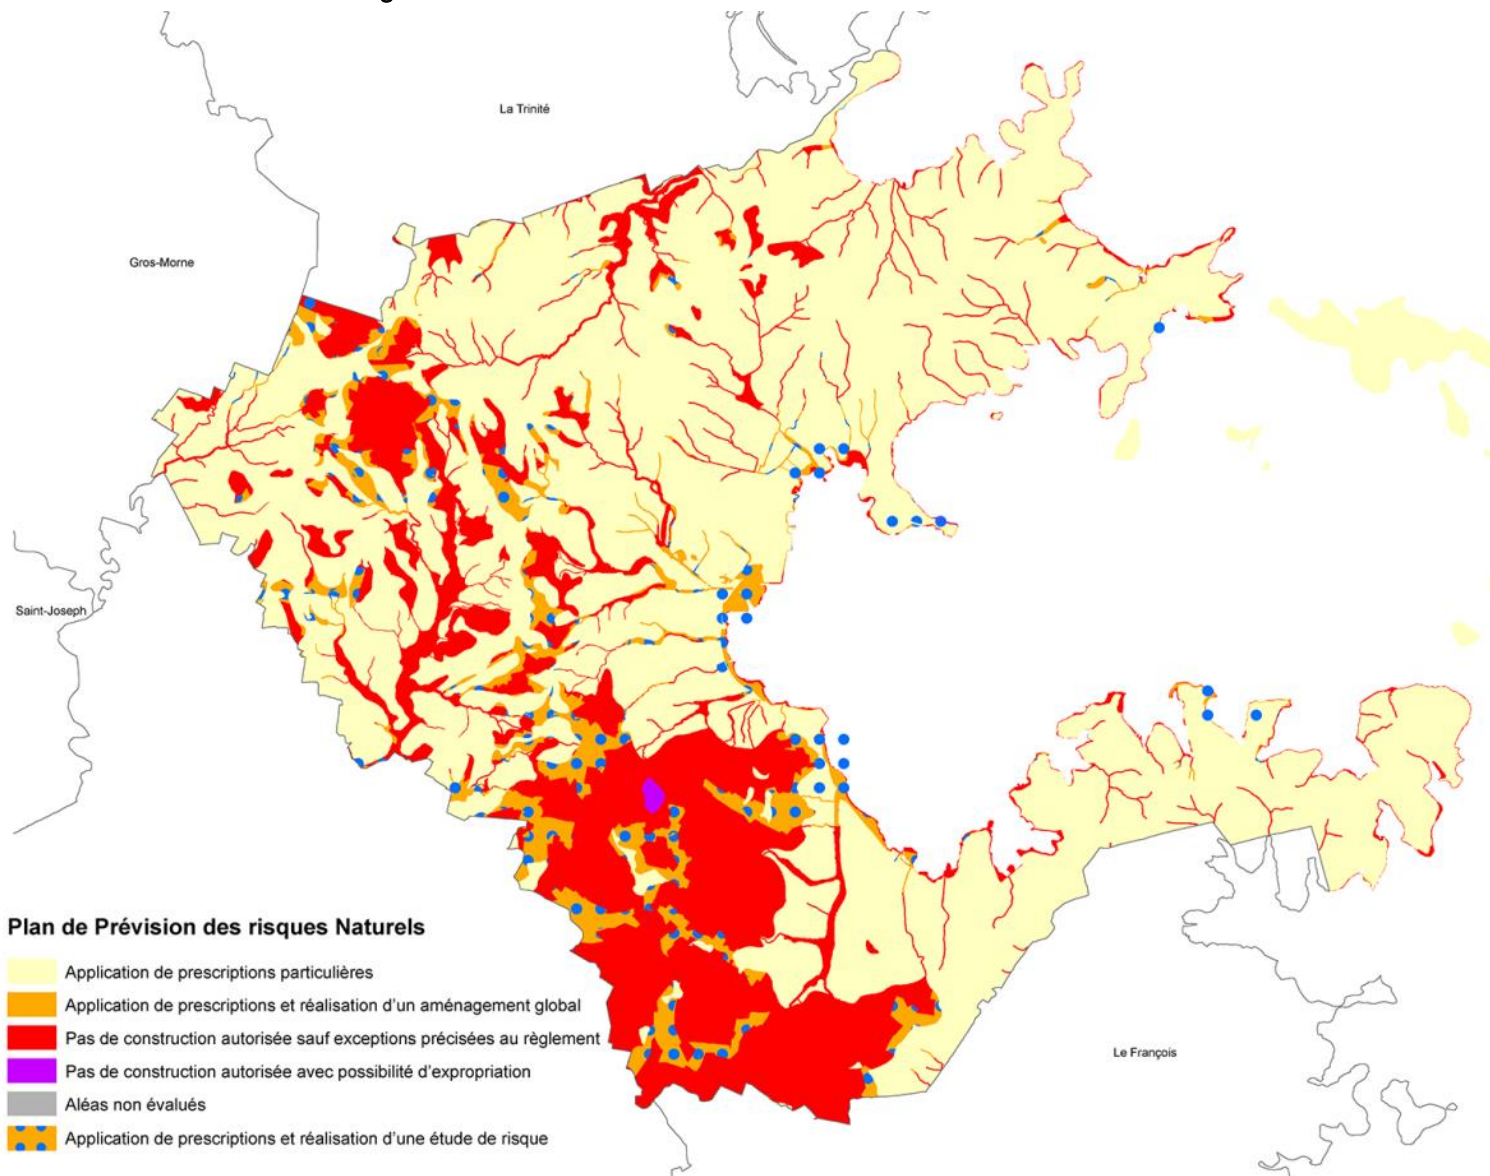 La Trinité
Gros-Morne
Saint-Joseph
Le François
Plan de Prévision des risques Naturels
Application de prescriptions particulières
Application de prescriptions et réalisation d'un aménagement global
Pas de construction autorisée sauf exceptions précisées au règlement
Pas de construction autorisée avec possibilité d'expropriation
Aléas non évalués
Application de prescriptions et réalisation d'une étude de risque